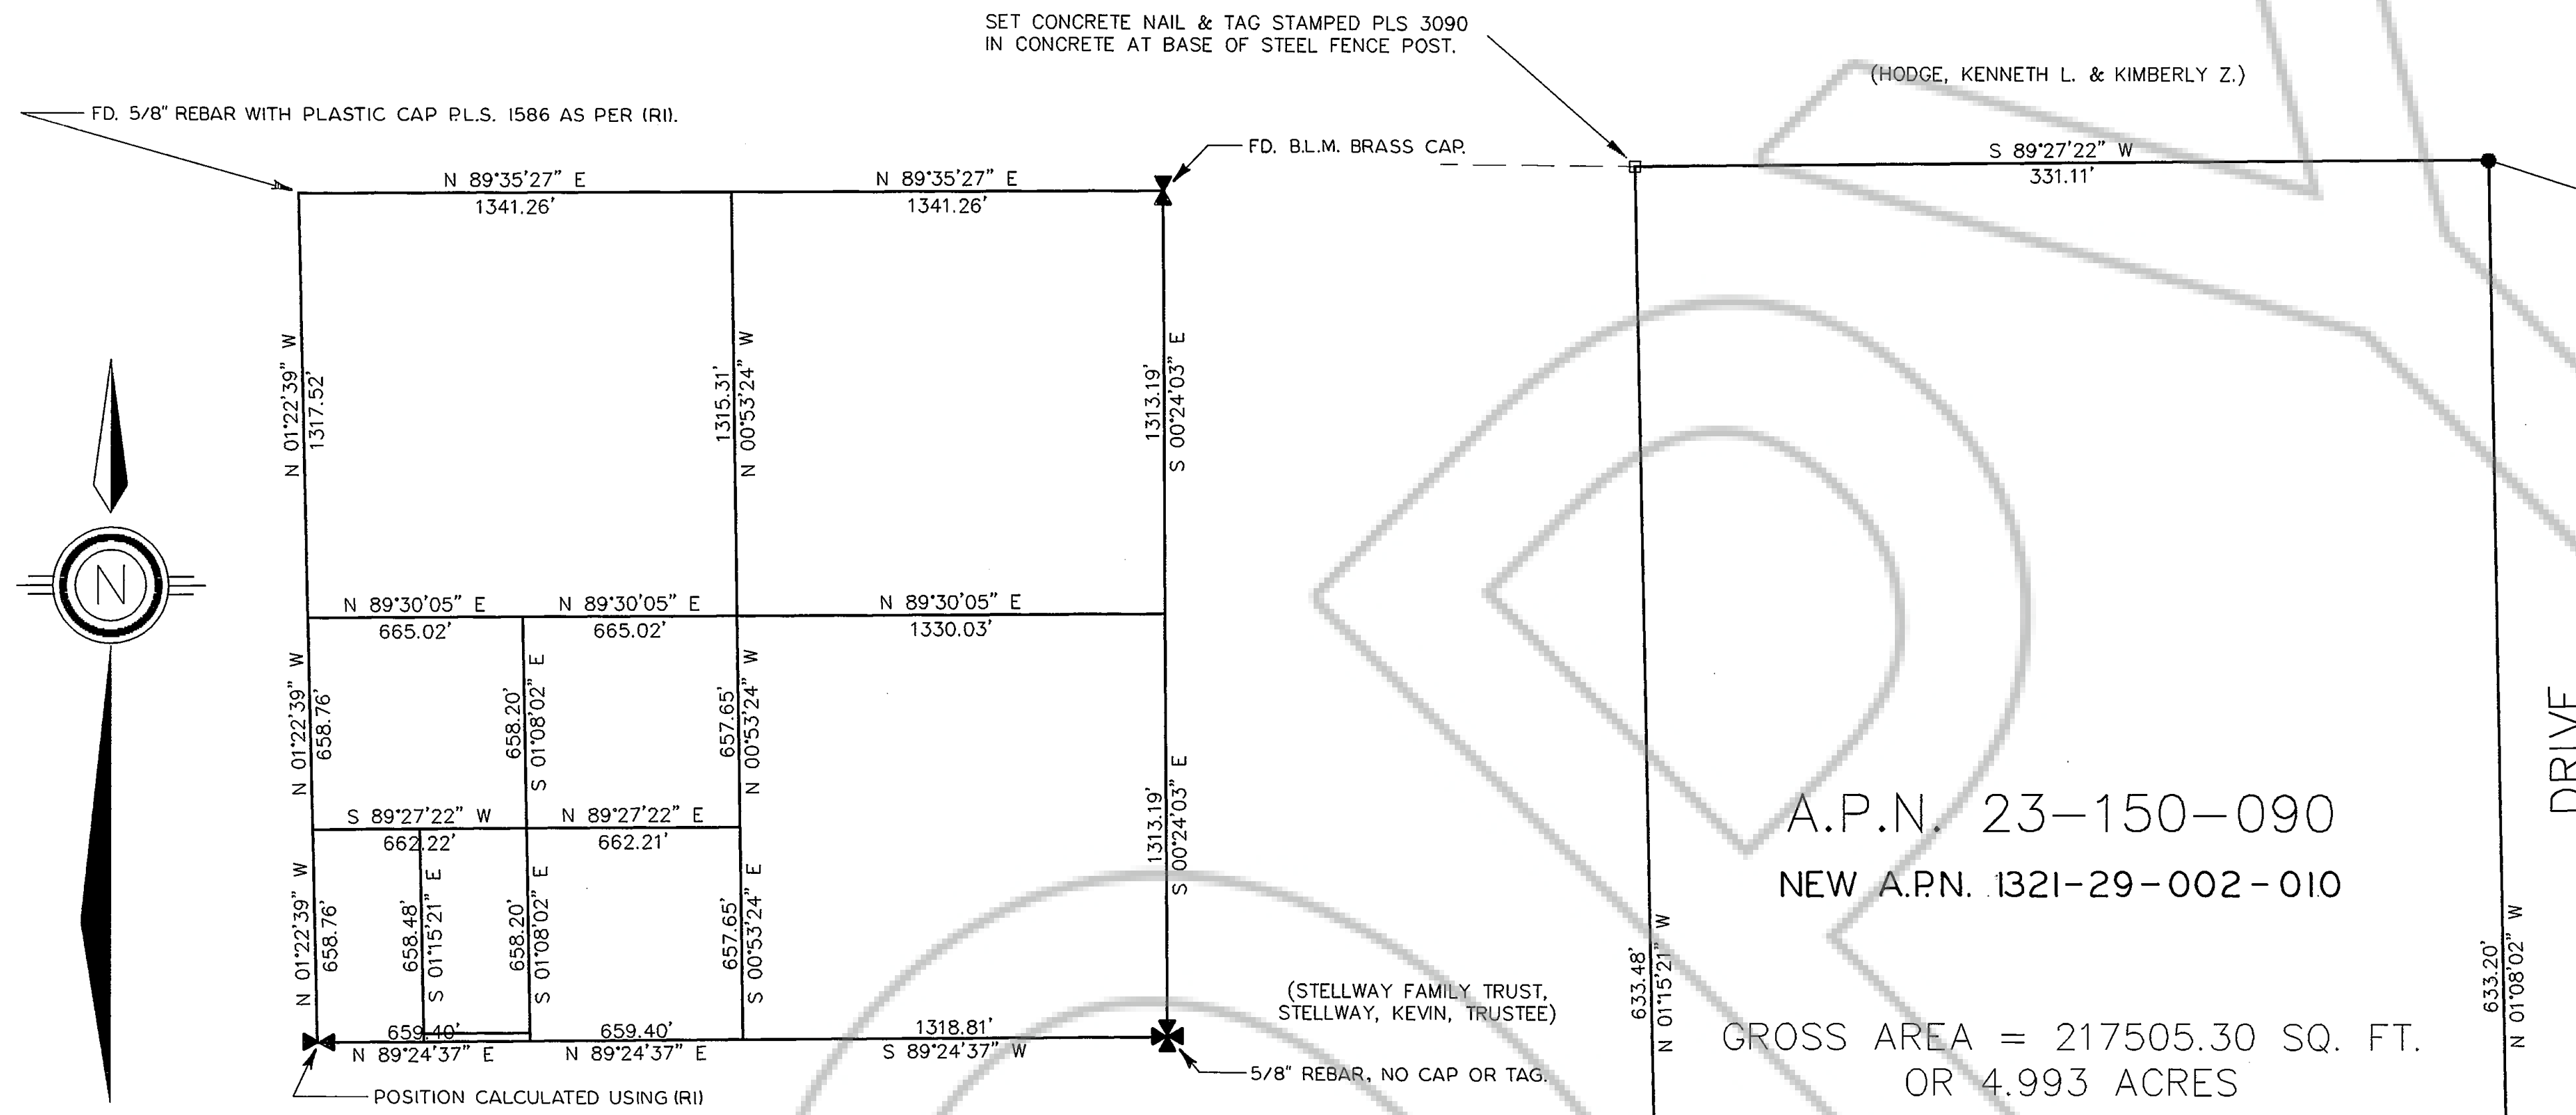 SET CONCRETE NAIL & TAG STAMPED PLS 3090
IN CONCRETE AT BASE OF STEEL FENCE POST.
(HODGE, KENNETH L. & KIMBERLY Z.)
FD. 5/8" REBAR WITH PLASTIC CAP P.L.S. 1586 AS PER (R1).
FD. B.L.M. BRASS CAP.
N 89°35'27" E
1341.26'
N 89°35'27" E
1341.26'
S 89°27'22" W
331.11'
N 01°22'39" W
1317.52'
1315.31'
N 00°53'24" W
1313.19'
S 00°24'03" E
N
N 89°30'05" E
665.02'
N 89°30'05" E
665.02'
N 89°30'05" E
1330.03'
N 01°22'39" W
658.76'
658.20'
S 01°08'02" E
657.65'
N 00°53'24" W
1313.19'
S 00°24'03" E
S 89°27'22" W
662.22'
N 89°27'22" E
662.21'
N 01°22'39" W
658.76'
658.48'
S 01°15'21" E
658.20'
S 01°08'02" E
657.65'
S 00°53'24" E
659.40'
N 89°24'37" E
659.40'
N 89°24'37" E
1318.81'
S 89°24'37" W
POSITION CALCULATED USING (R1)
(STELLWAY FAMILY TRUST,
STELLWAY, KEVIN, TRUSTEE)
5/8" REBAR, NO CAP OR TAG.
DRIVE
A.P.N. 23-150-090
NEW A.P.N. 1321-29-002-010
633.48'
N 01°15'21" W
633.20'
N 01°08'02" W
GROSS AREA = 217505.30 SQ. FT.
OR 4.993 ACRES